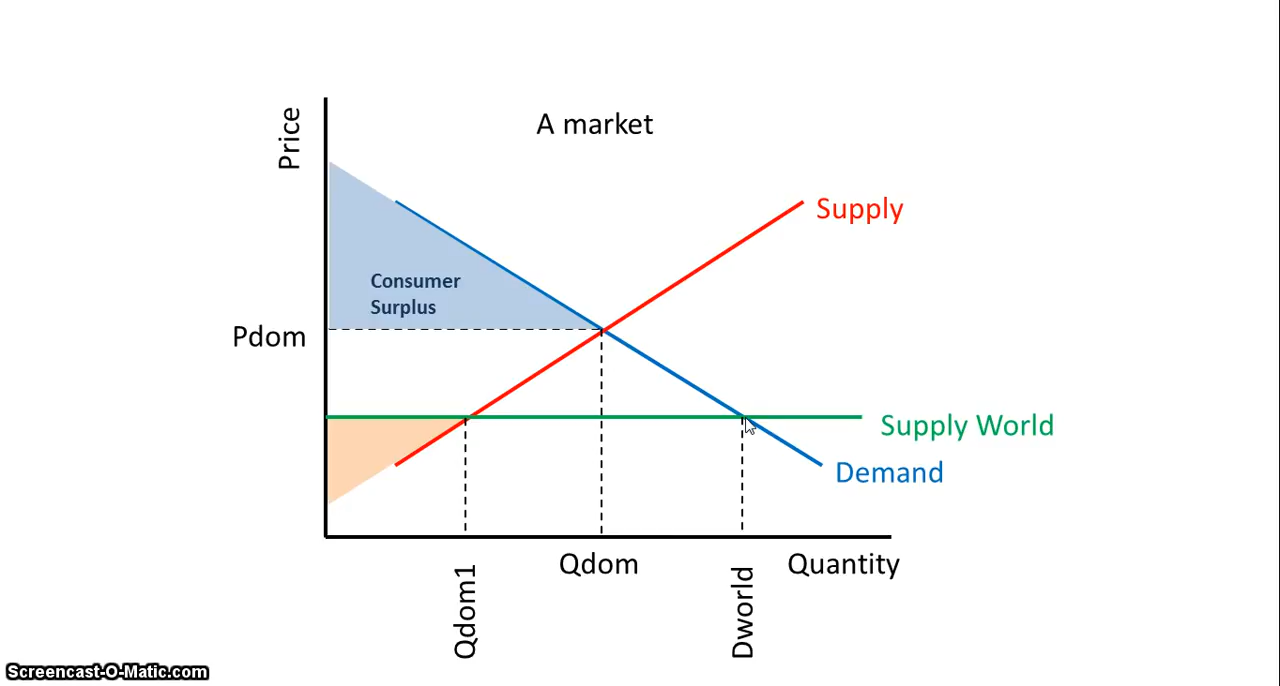 A market
Price
Supply
Consumer
Surplus
Pdom
Supply World
Demand
Qdom
Quantity
Qdom1
Dworld
Screencast-O-Matic.com